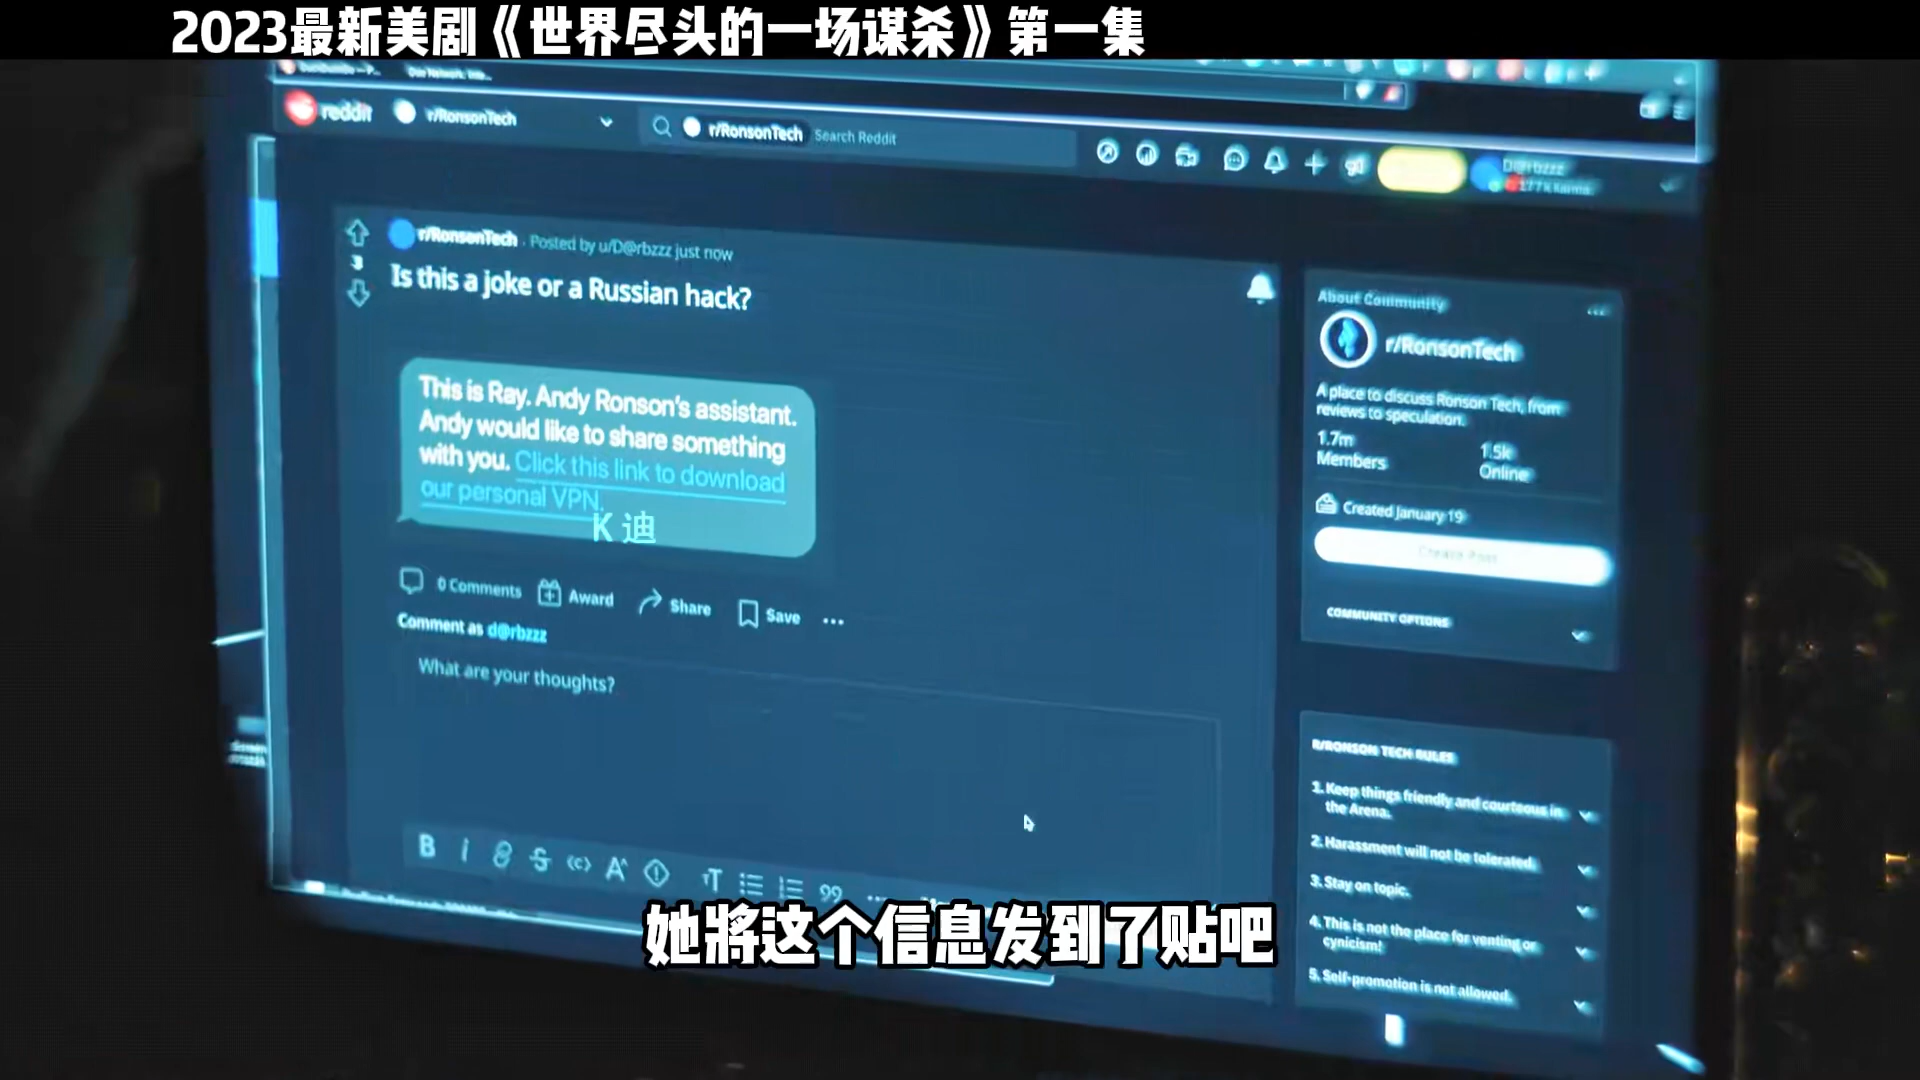 2023最新美剧《世界尽头的一场谋杀》第一集
reddit
r/RonsonTech
r/RonsonTech Search Reddit
D@rbzzz
r/RonsonTech . Posted by u/D@rbzzz just now
3
Is this a joke or a Russian hack?
This is Ray. Andy Ronson's assistant.
Andy would like to share something
with you. Click this link to download
our personal VPN.
K 迪
0 Comments
Award
Share
Save
Comment as d@rbzzz
What are your thoughts?
About Community
r/RonsonTech
A place to discuss Ronson Tech, from
reviews to speculation.
1.7m
Members
1.5k
Online
Created January 19
Create Post
COMMUNITY OPTIONS
R/RONSON TECH RULES
1. Keep things friendly and courteous in
the Arena.
2. Harassment will not be tolerated.
3. Stay on topic.
4. This is not the place for venting or
cynicism!
5. Self-promotion is not allowed.
她將这个信息发到了贴吧